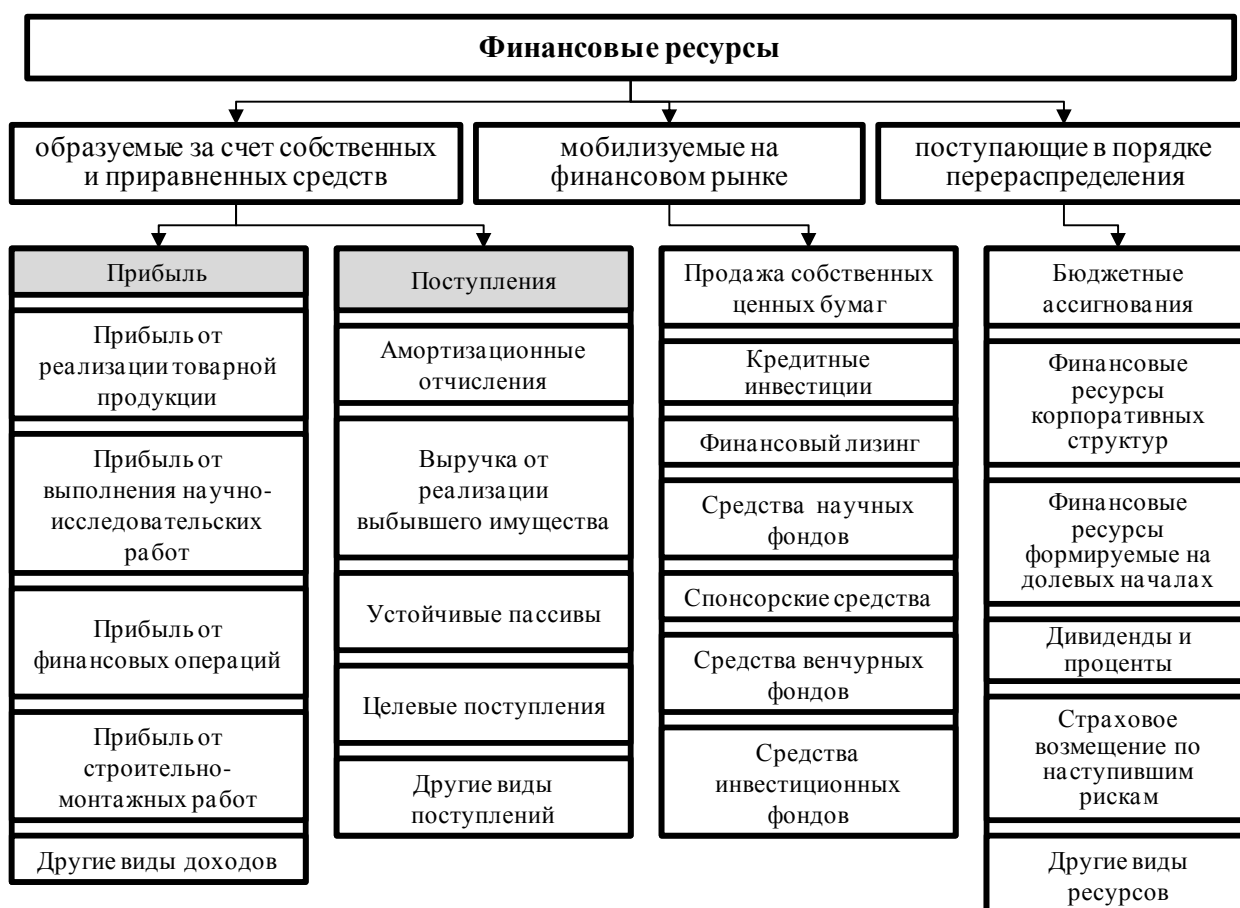 Финансовые ресурсы
образуемые за счет собственных
и приравненных средств
мобилизуемые на
финансовом рынке
поступающие в порядке
перераспределения
Прибыль
Прибыль от
реализации товарной
продукции
Прибыль от
выполнения научно-
исследовательских
работ
Прибыль от
финансовых операций
Прибыль от
строительно-
монтажных работ
Другие виды доходов
Поступления
Амортизационные
отчисления
Выручка от
реализации
выбывшего имущества
Устойчивые пассивы
Целевые поступления
Другие виды
поступлений
Продажа собственных
ценных бумаг
Кредитные
инвестиции
Финансовый лизинг
Средства научных
фондов
Спонсорские средства
Средства венчурных
фондов
Средства
инвестиционных
фондов
Бюджетные
ассигнования
Финансовые
ресурсы
корпоративных
структур
Финансовые
ресурсы
формируемые на
долевых началах
Дивиденды и
проценты
Страховое
возмещение по
наступившим
рискам
Другие виды
ресурсов